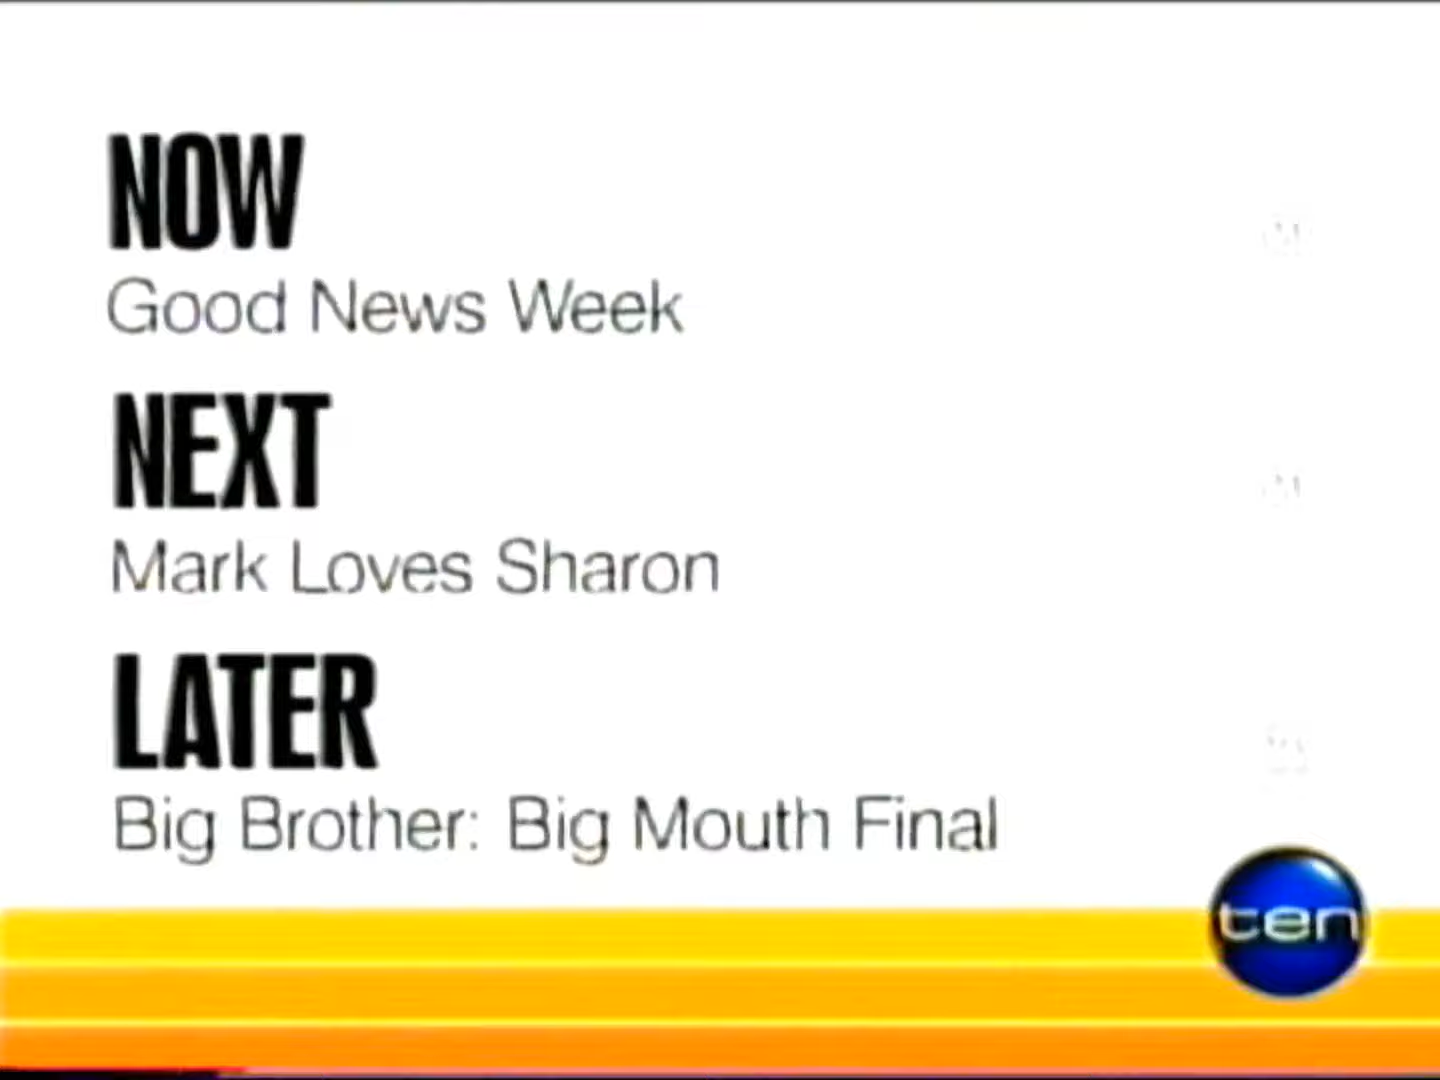 NOW
Good News Week
NEXT
Mark Loves Sharon
LATER
Big Brother: Big Mouth Final
ten